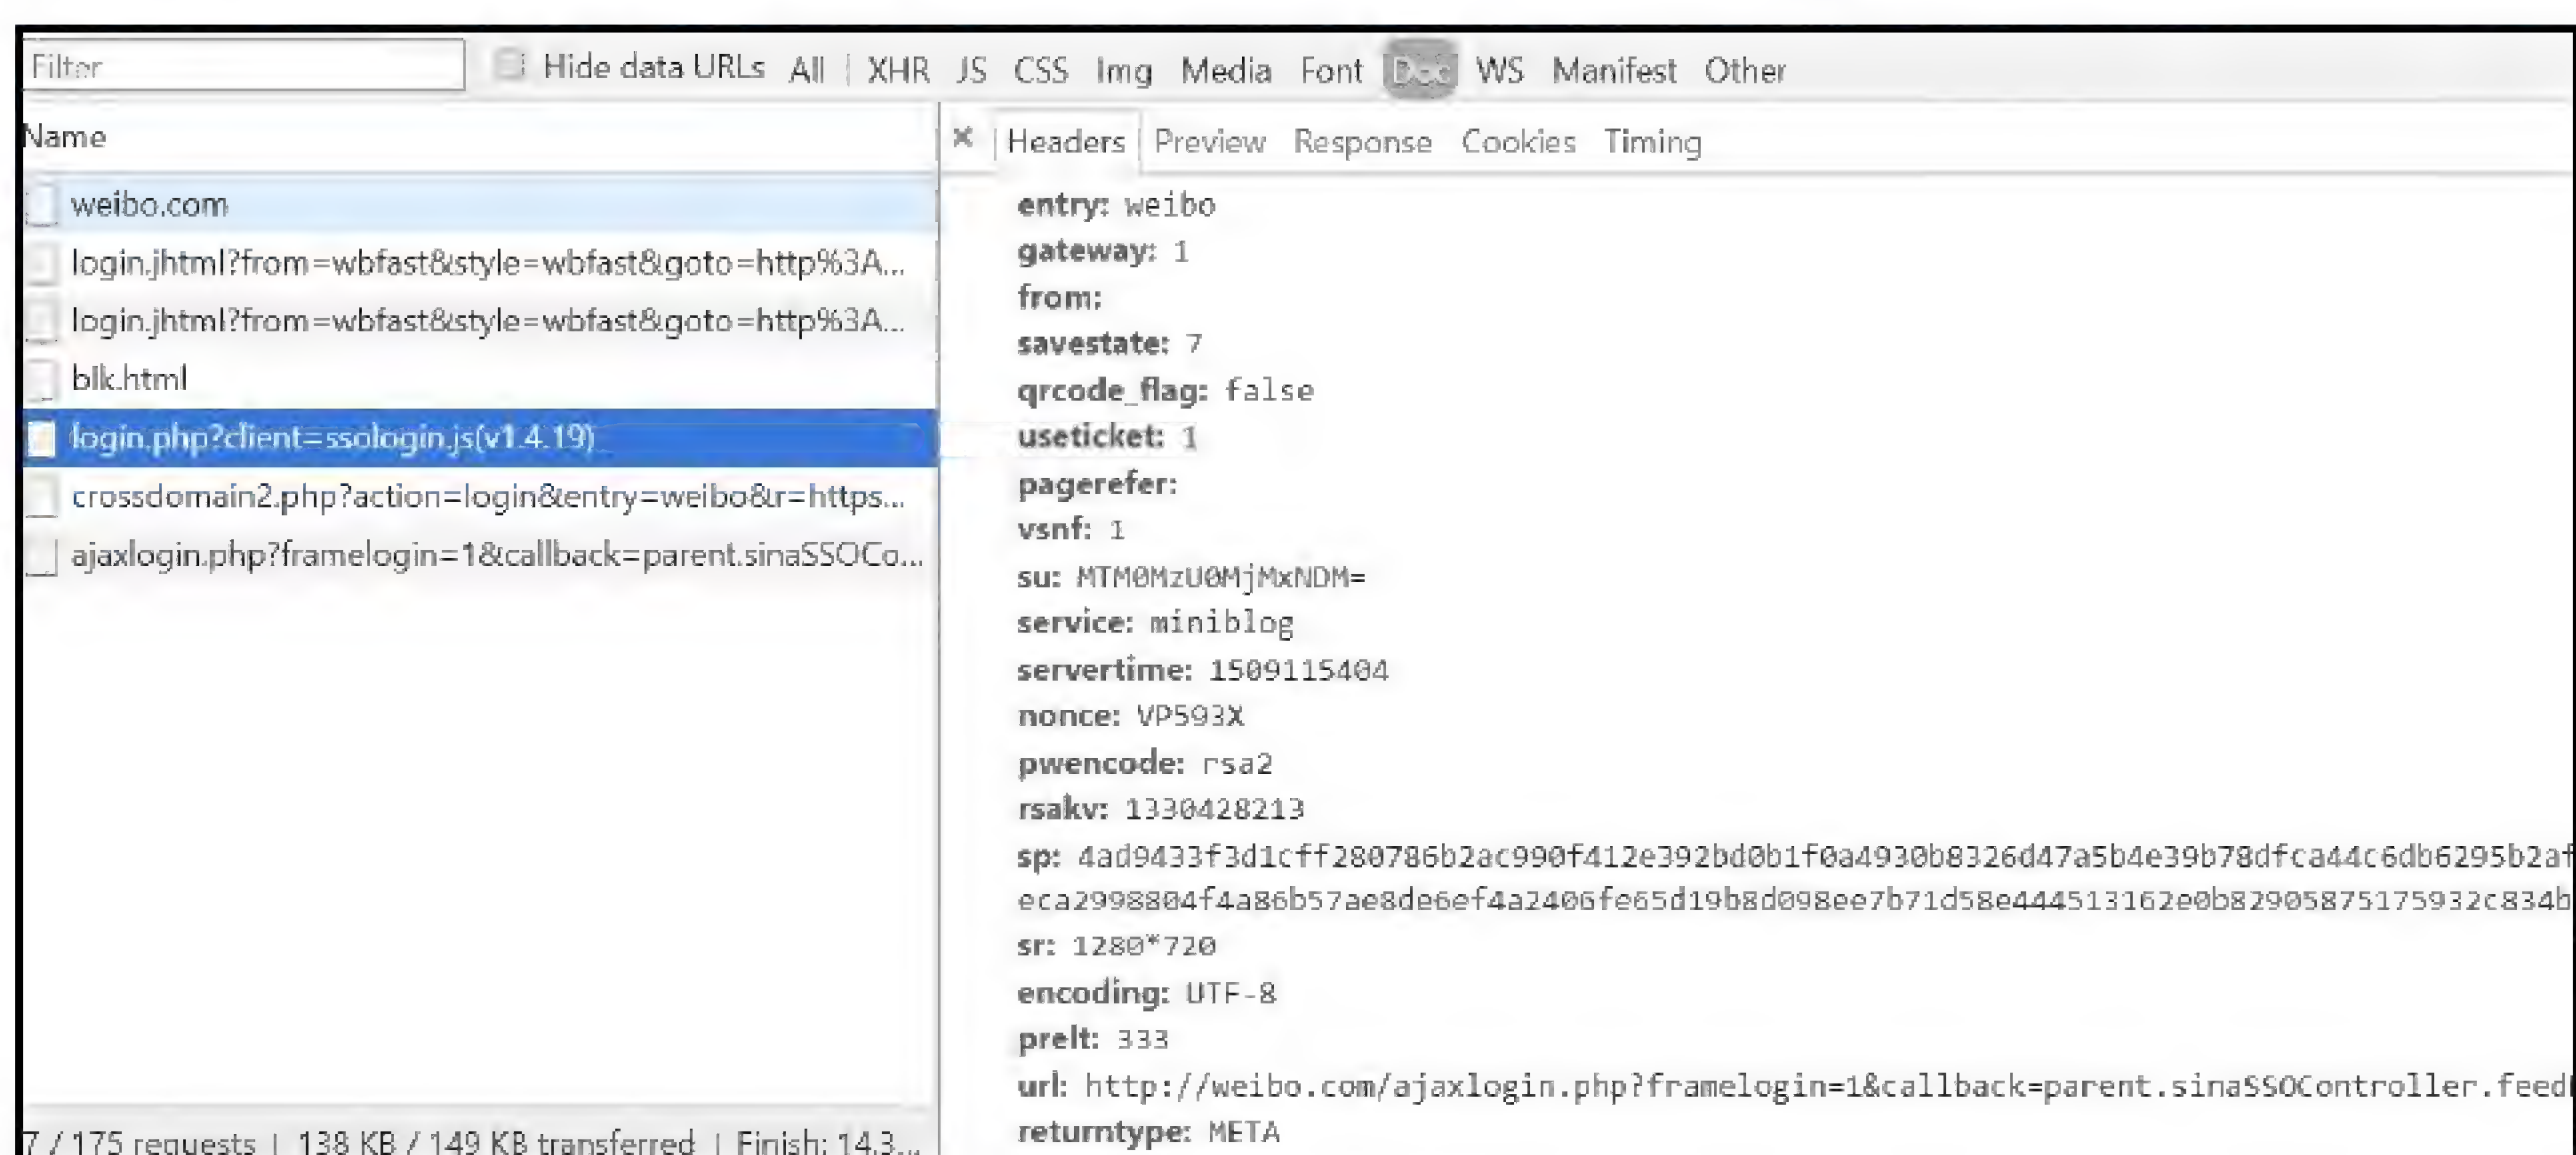 Filter Hide data URLs All XHR JS CSS Img Media Font Doc WS Manifest Other
Name
× Headers Preview Response Cookies Timing
weibo.com
login.jhtml?from=wbfast&style=wbfast&goto=http%3A...
login.jhtml?from=wbfast&style=wbfast&goto=http%3A...
blk.html
login.php?client=ssologin.js(v1.4.19)
crossdomain2.php?action=login&entry=weibo&r=https...
ajaxlogin.php?framelogin=1&callback=parent.sinaSSOCo...
7 / 175 requests | 138 KB / 149 KB transferred | Finish: 14.3...
entry: weibo
gateway: 1
from:
savestate: 7
qrcode_flag: false
useticket: 1
pagerefer:
vsnf: 1
su: MTM0MzU0MjMxNDM=
service: miniblog
servertime: 1509115404
nonce: VP593X
pwencode: rsa2
rsakv: 1330428213
sp: 4ad9433f3d1cff280786b2ac990f412e392bd0b1f0a4930b8326d47a5b4e39b78dfca44c6db6295b2af
eca2998804f4a86b57ae8de6ef4a2406fe65d19b8d098ee7b71d58e444513162e0b82905875175932c834b
sr: 1280*720
encoding: UTF-8
prelt: 333
url: http://weibo.com/ajaxlogin.php?framelogin=1&callback=parent.sinaSSOController.feed
returntype: META